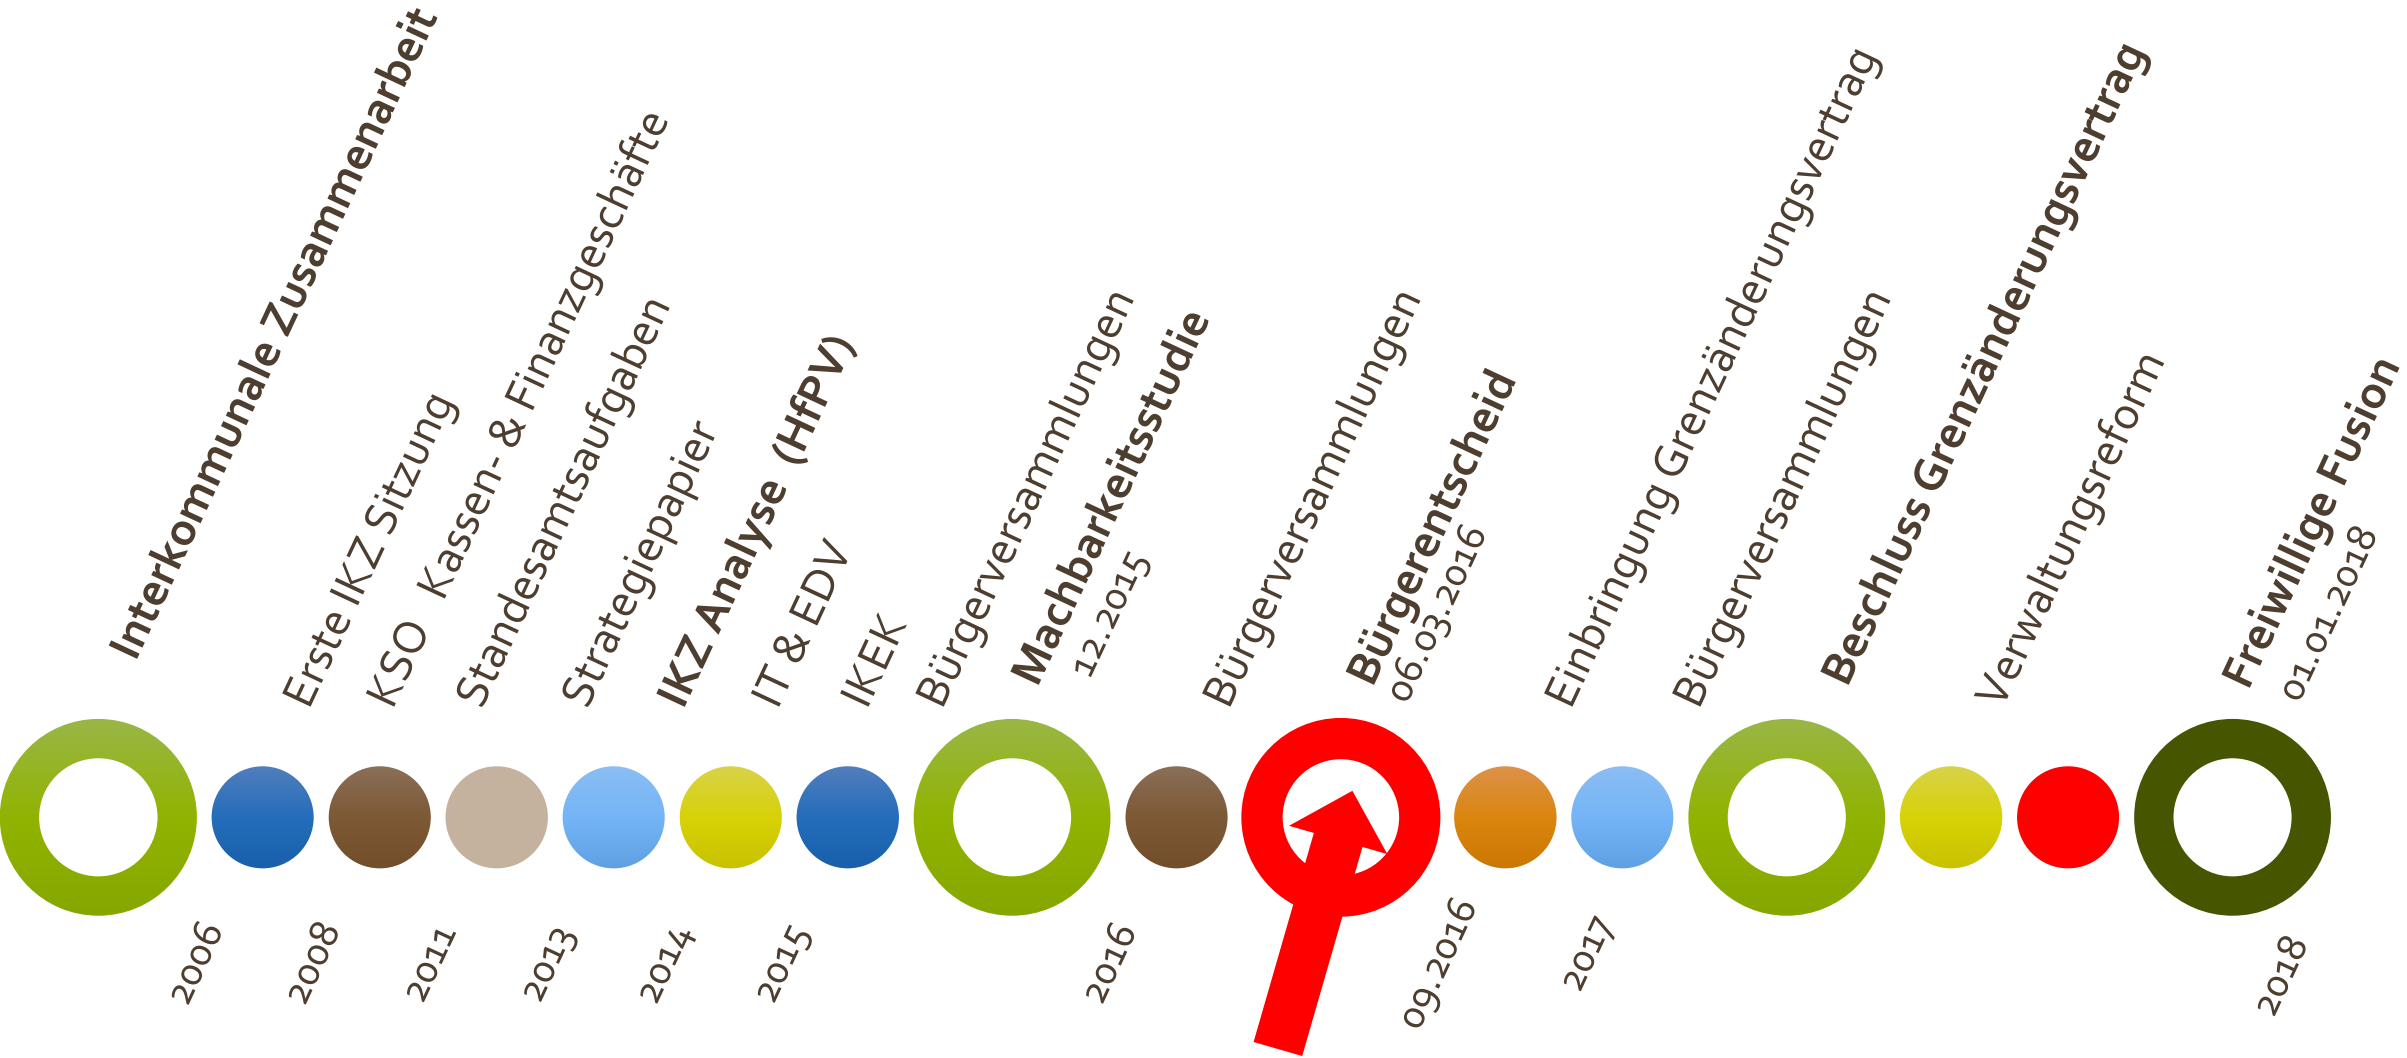 Interkommunale Zusammenarbeit
Erste IKZ Sitzung
KSO Kassen- & Finanzgeschäfte
Standesamtsaufgaben
Strategiepapier
IKZ Analyse (HfPV)
IT & EDV
IKEK
Bürgerversammlungen
Machbarkeitsstudie
12.2015
Bürgerversammlungen
Bürgerentscheid
06.03.2016
Einbringung Grenzänderungsvertrag
Bürgerversammlungen
Beschluss Grenzänderungsvertrag
Verwaltungsreform
Freiwillige Fusion
01.01.2018
2006
2008
2011
2013
2014
2015
2016
09.2016
2017
2018